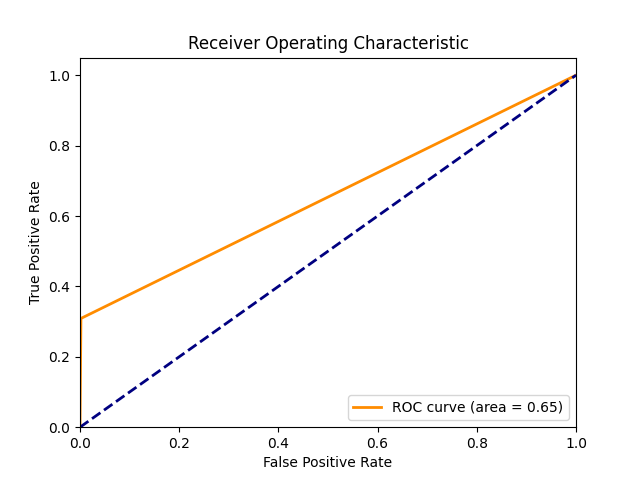 Receiver Operating Characteristic
True Positive Rate
1.0
0.8
0.6
0.4
0.2
0.0
ROC curve (area = 0.65)
0.0 0.2 0.4 0.6 0.8 1.0
False Positive Rate